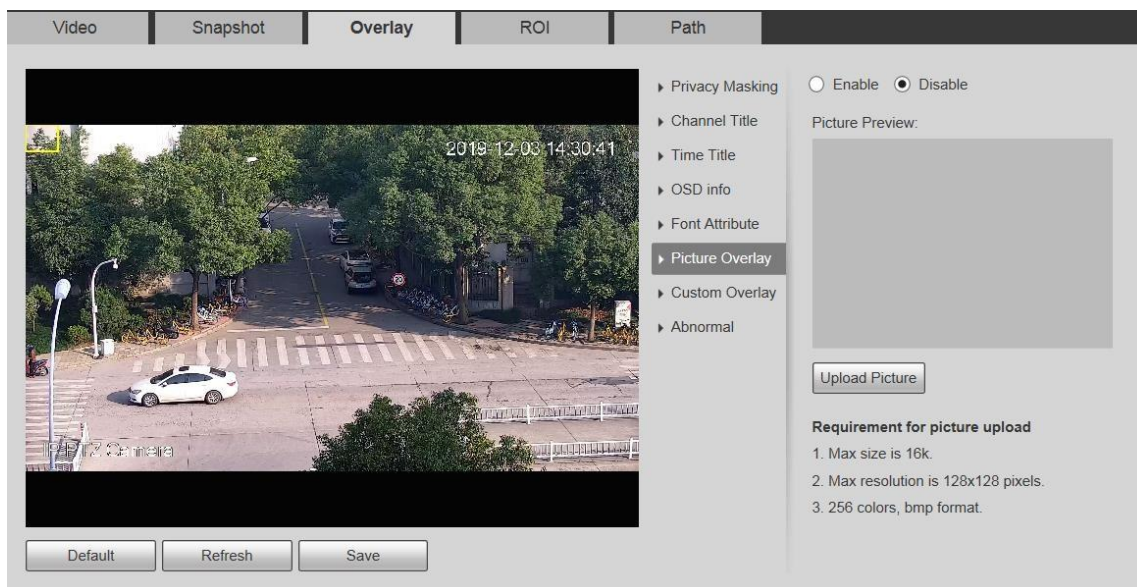 Video Snapshot Overlay ROI Path
2019-12-03 14:30:41
IP PTZ Camera
Privacy Masking
Channel Title
Time Title
OSD info
Font Attribute
Picture Overlay
Custom Overlay
Abnormal
Enable Disable
Picture Preview:
Upload Picture
Requirement for picture upload
1. Max size is 16k.
2. Max resolution is 128x128 pixels.
3. 256 colors, bmp format.
Default Refresh Save